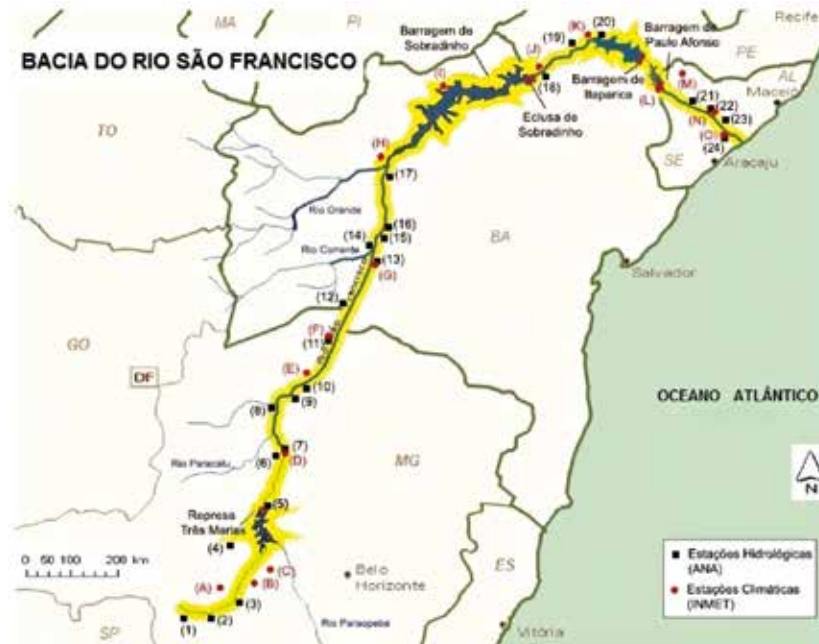 MA
PI
Recife
BACIA DO RIO SÃO FRANCISCO
Barragem de
Sobradinho
(19)
(K)
(20)
Barragem de
Paulo Afonso
PE
AL
Maceió
(I)
(J)
(18)
Barragem de
Itaparica
Eclusa de
Sobradinho
(L)
(M)
(21)
(22)
(N)
(23)
(O)
(24)
SE
Aracaju
TO
(H)
(17)
Rio Grande
(16)
(15)
(14)
Rio Corrente
(13)
(G)
BA
Salvador
(12)
(F)
(11)
GO
DF
(E)
(10)
(9)
(8)
OCEANO ATLÂNTICO
(7)
(6)
(D)
Rio Paracatu
MG
N
(5)
Represa
Três Marias
(4)
0 50 100 200 km
(A)
(B)
(C)
Belo
Horizonte
ES
(3)
(1)
(2)
Rio Paraopeba
SP
Vitória
Estações Hidrológicas
(ANA)
Estações Climáticas
(INMET)